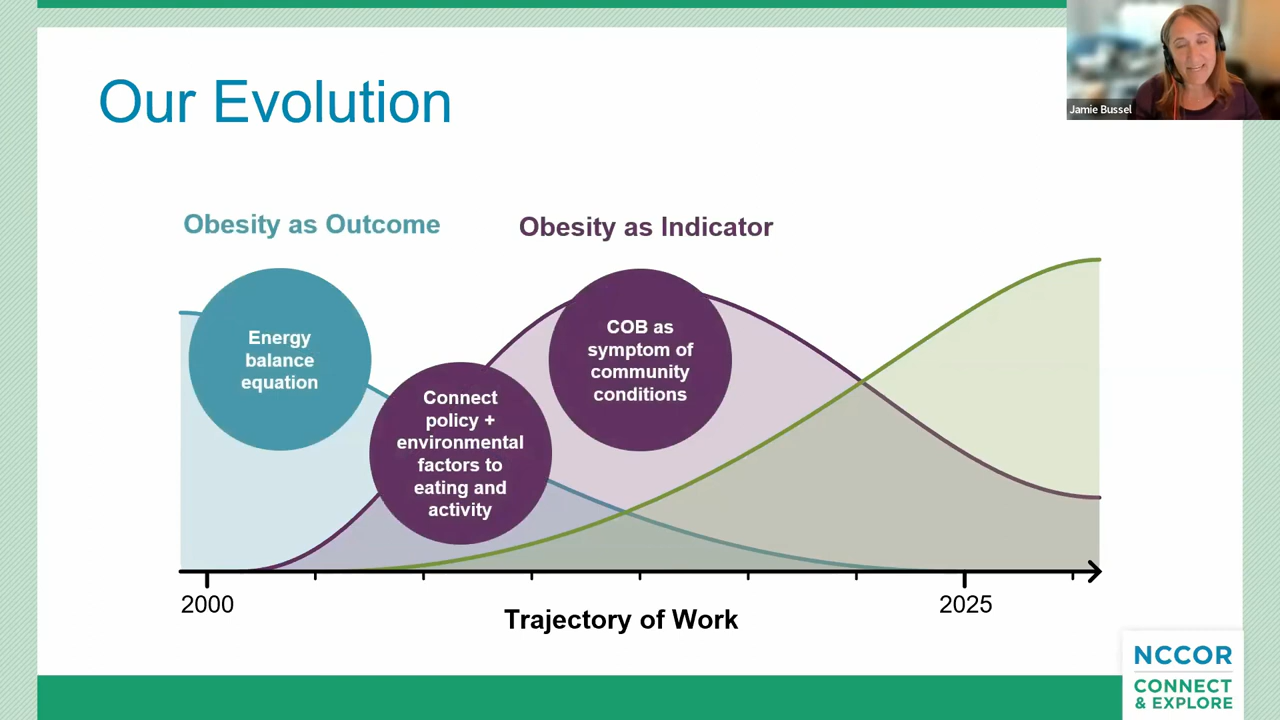 Our Evolution
Jamie Bussel
Obesity as Outcome
Obesity as Indicator
Energy
balance
equation
Connect
policy +
environmental
factors to
eating and
activity
COB as
symptom of
community
conditions
2000
2025
Trajectory of Work
NCCOR
CONNECT
& EXPLORE